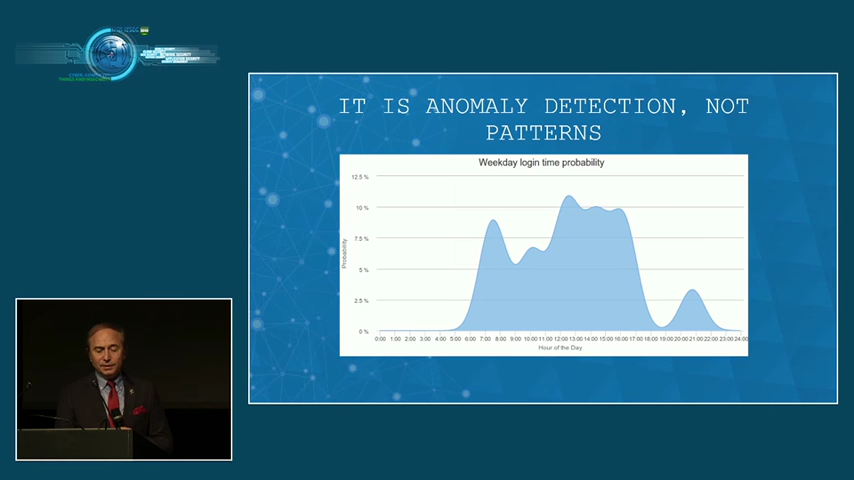 IT IS ANOMALY DETECTION, NOT
PATTERNS
Weekday login time probability
12.5 %
10 %
7.5 %
5 %
2.5 %
0 %
Probability
0:00 1:00 2:00 3:00 4:00 5:00 6:00 7:00 8:00 9:00 10:00 11:00 12:00 13:00 14:00 15:00 16:00 17:00 18:00 19:00 20:00 21:00 22:00 23:00 24:00
Hour of the Day